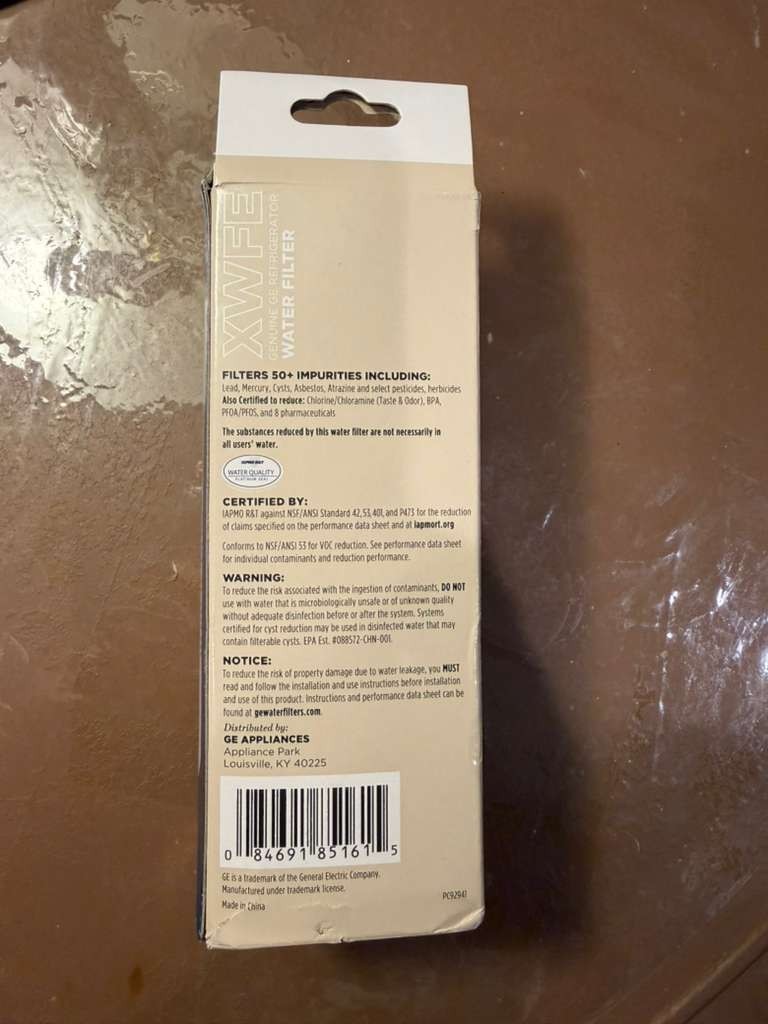 XWFE
GENUINE GE REFRIGERATOR
WATER FILTER
FILTERS 50+ IMPURITIES INCLUDING:
Lead, Mercury, Cysts, Asbestos, Atrazine and select pesticides, herbicides
Also Certified to reduce: Chlorine/Chloramine (Taste & Odor), BPA,
PFOA/PFOS, and 8 pharmaceuticals
The substances reduced by this water filter are not necessarily in
all users' water.
IAPMO R&T
WATER QUALITY
PLATINUM SEAL
CERTIFIED BY:
IAPMO R&T against NSF/ANSI Standard 42,53,401, and P473 for the reduction
of claims specified on the performance data sheet and at iapmort.org
Conforms to NSF/ANSI 53 for VOC reduction. See performance data sheet
for individual contaminants and reduction performance.
WARNING:
To reduce the risk associated with the ingestion of contaminants, DO NOT
use with water that is microbiologically unsafe or of unknown quality
without adequate disinfection before or after the system. Systems
certified for cyst reduction may be used in disinfected water that may
contain filterable cysts. EPA Est. #088572-CHN-001.
NOTICE:
To reduce the risk of property damage due to water leakage, you MUST
read and follow the installation and use instructions before installation
and use of this product. Instructions and performance data sheet can be
found at gewaterfilters.com.
Distributed by:
GE APPLIANCES
Appliance Park
Louisville, KY 40225
0 84691 85161 5
GE is a trademark of the General Electric Company.
Manufactured under trademark license.
Made in China
PC92941